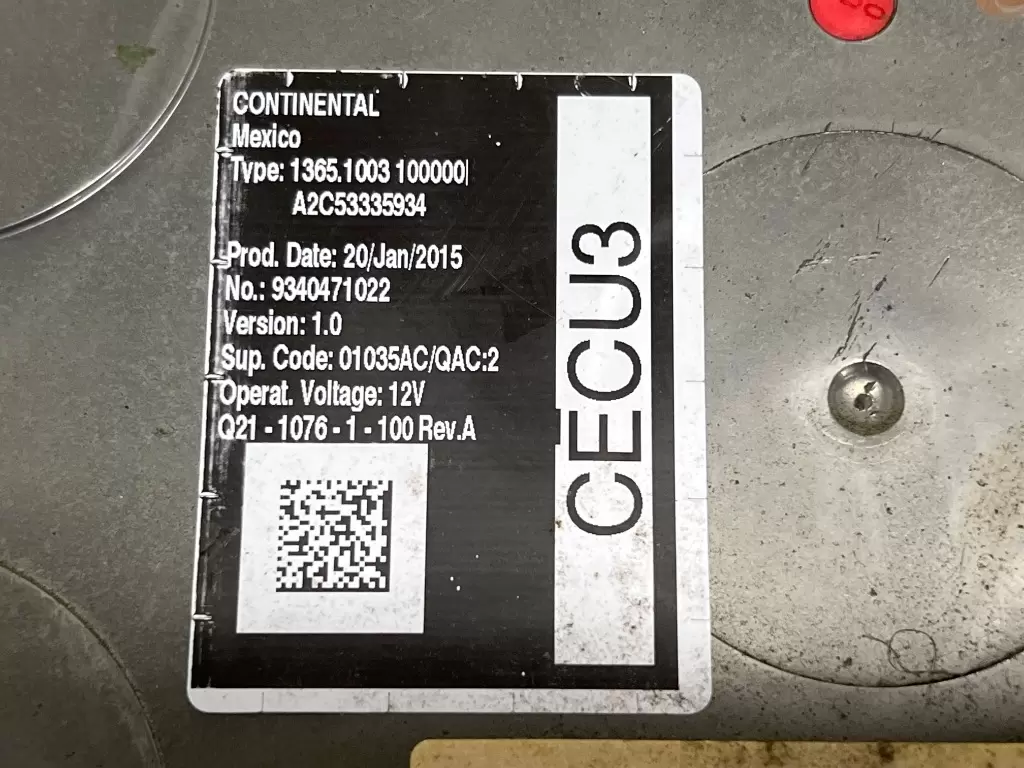 CONTINENTAL
Mexico
Type: 1365.1003 100000
A2C53335934
Prod. Date: 20/Jan/2015
No.: 9340471022
Version: 1.0
Sup. Code: 01035AC/QAC:2
Operat. Voltage: 12V
Q21 - 1076 - 1 - 100 Rev.A
CECU3